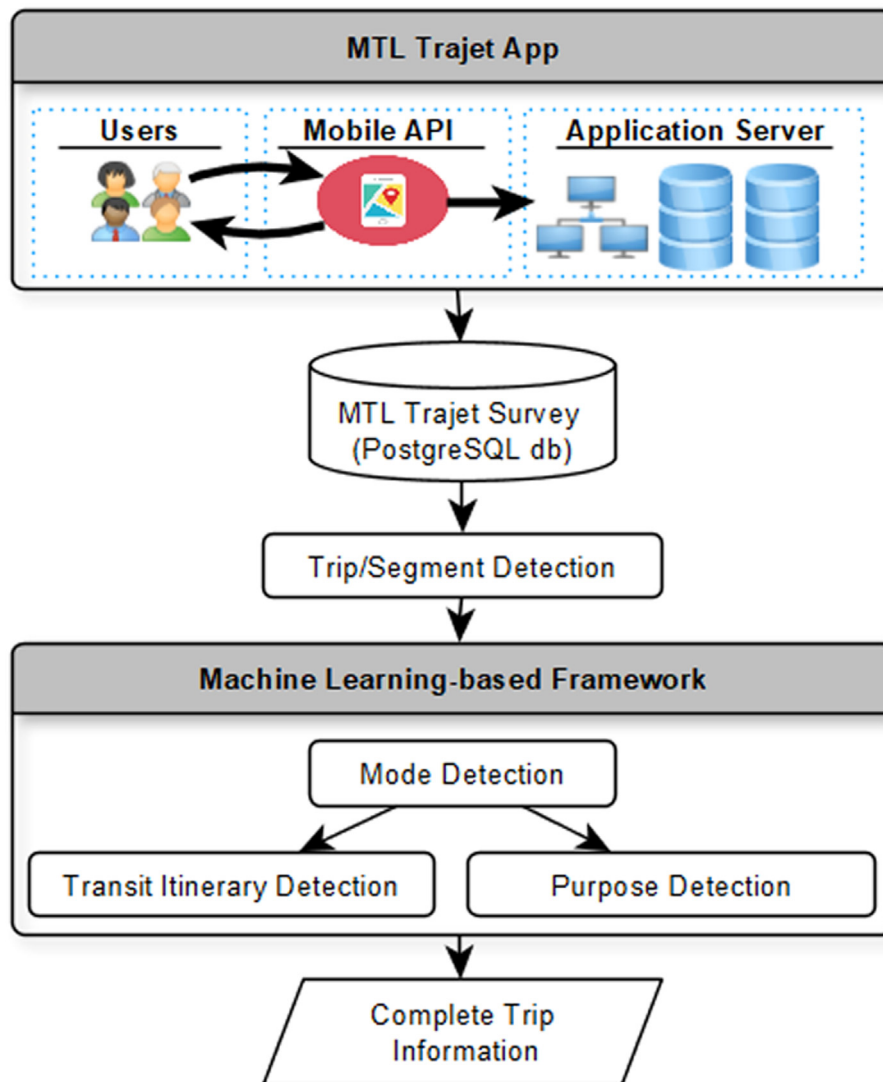 MTL Trajet App
Users
Mobile API
Application Server
MTL Trajet Survey
(PostgreSQL db)
Trip/Segment Detection
Machine Learning-based Framework
Mode Detection
Transit Itinerary Detection
Purpose Detection
Complete Trip
Information